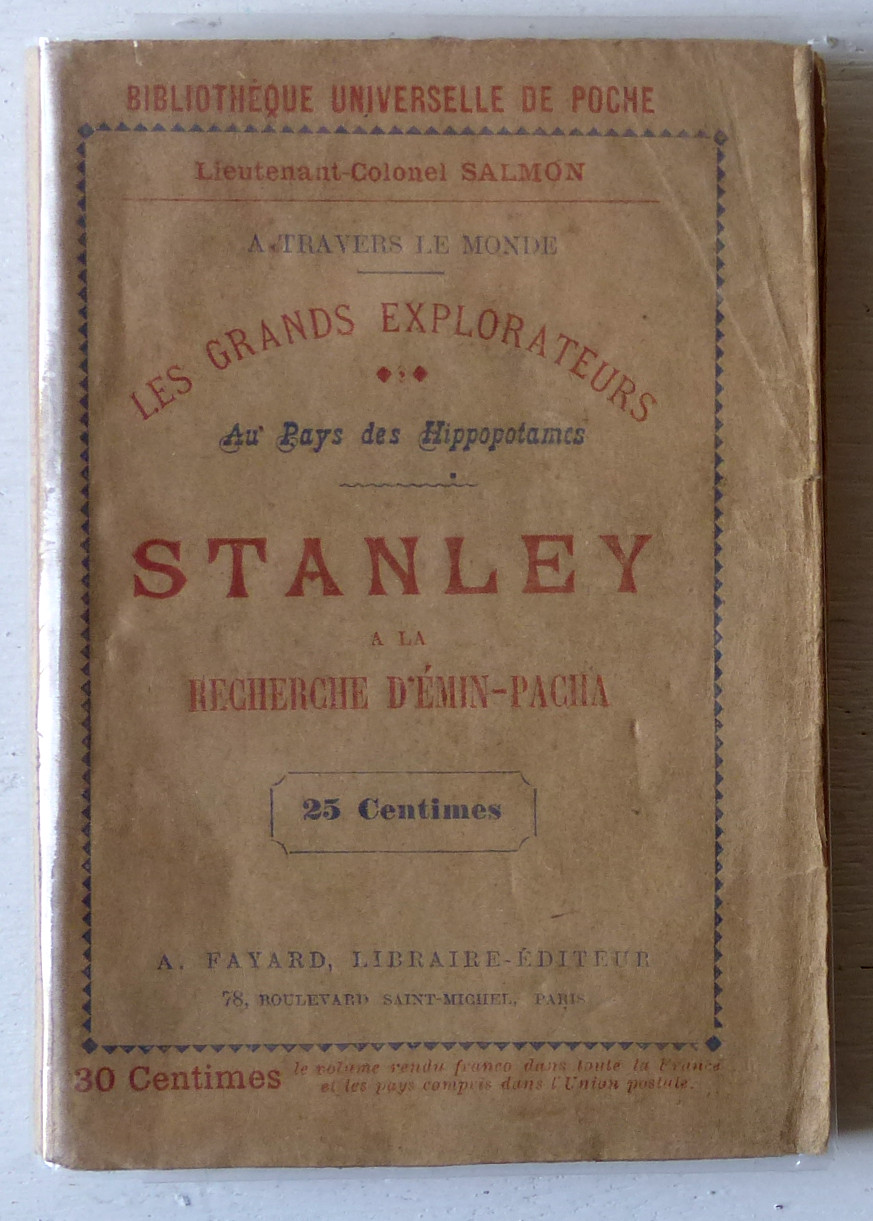 BIBLIOTHÈQUE UNIVERSELLE DE POCHE
Lieutenant-Colonel SALMON
A TRAVERS LE MONDE
LES GRANDS EXPLORATEURS
Au Pays des Hippopotames
STANLEY
A LA
RECHERCHE D'ÉMIN-PACHA
25 Centimes
A. FAYARD, LIBRAIRE-ÉDITEUR
78, BOULEVARD SAINT-MICHEL, PARIS
30 Centimes le volume rendu franco dans toute la France
et les pays compris dans l'Union postale.